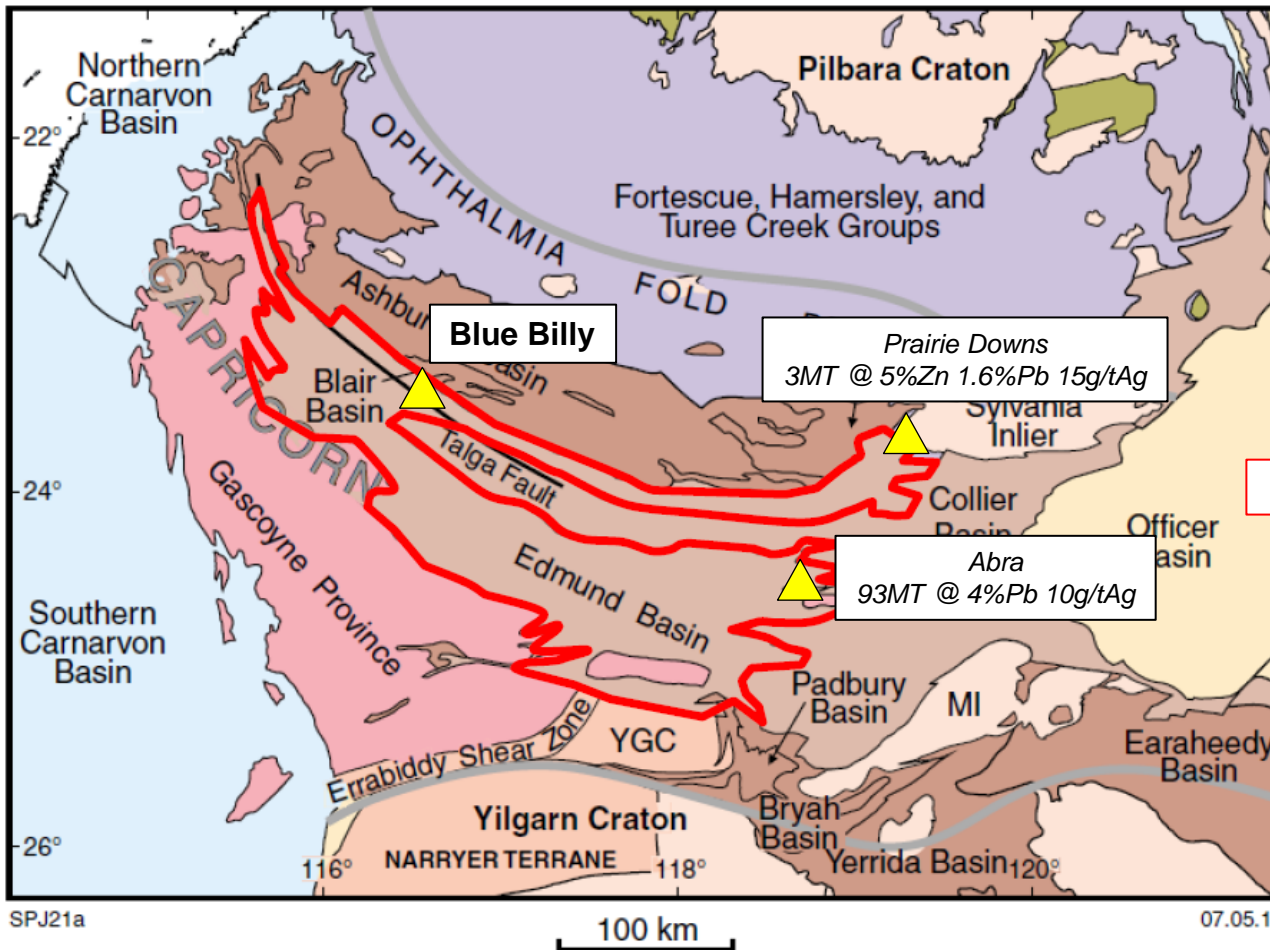 Northern
Carnarvon
Basin
Pilbara Craton
22°
OPHTHALMIA
FOLD
Fortescue, Hamersley, and
Turee Creek Groups
CAPRICORN
Blue Billy
Prairie Downs
3MT @ 5%Zn 1.6%Pb 15g/tAg
Blair
Basin
Sylvania
Inlier
Talga Fault
24°
Collier
Gascoyne Province
Edmund Basin
Officer
Abra
93MT @ 4%Pb 10g/tAg
Southern
Carnarvon
Basin
Padbury
Basin
MI
Errabiddy Shear Zone
YGC
Earaheedy
Basin
Yilgarn Craton
Bryah
Basin
NARRYER TERRANE
Yerrida Basin
26°
116°
118°
120°
SPJ21a
100 km
07.05.1